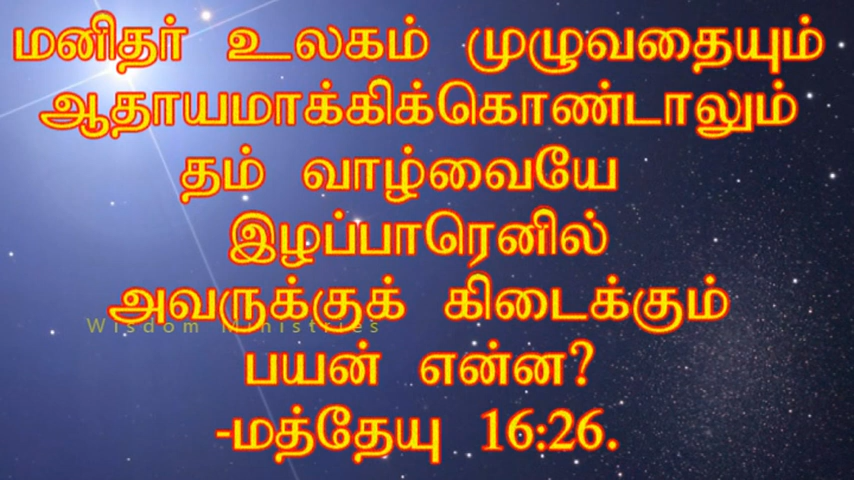 மனிதர் உலகம் முழுவதையும்
ஆதாயமாக்கிக்கொண்டாலும்
தம் வாழ்வையே
இழப்பாரெனில்
அவருக்குக் கிடைக்கும்
Wisdom Ministries
பயன் என்ன?
-மத்தேயு 16:26.